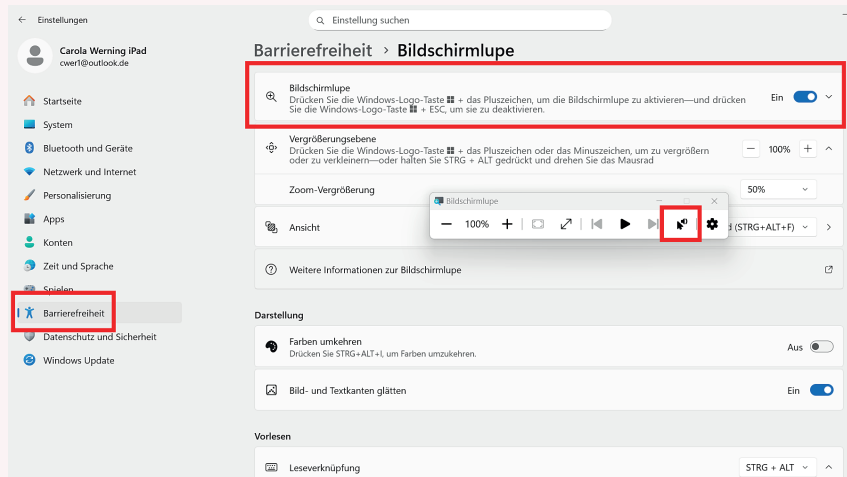 Einstellungen
Einstellung suchen
Carola Werning iPad
cwer1@outlook.de
Startseite
System
Bluetooth und Geräte
Netzwerk und Internet
Personalisierung
Apps
Konten
Zeit und Sprache
Spielen
Barrierefreiheit
Datenschutz und Sicherheit
Windows Update
Barrierefreiheit > Bildschirmlupe
Bildschirmlupe
Drücken Sie die Windows-Logo-Taste + das Pluszeichen, um die Bildschirmlupe zu aktivieren—und drücken
Sie die Windows-Logo-Taste + ESC, um sie zu deaktivieren.
Ein
Vergrößerungsebene
Drücken Sie die Windows-Logo-Taste + das Pluszeichen oder das Minuszeichen, um zu vergrößern
oder zu verkleinern—oder halten Sie STRG + ALT gedrückt und drehen Sie das Mausrad
100%
Zoom-Vergrößerung
50%
Bildschirmlupe
100%
Ansicht
(STRG+ALT+F)
Weitere Informationen zur Bildschirmlupe
Darstellung
Farben umkehren
Drücken Sie STRG+ALT+I, um Farben umzukehren.
Aus
Bild- und Textkanten glätten
Ein
Vorlesen
Leseverknüpfung
STRG + ALT